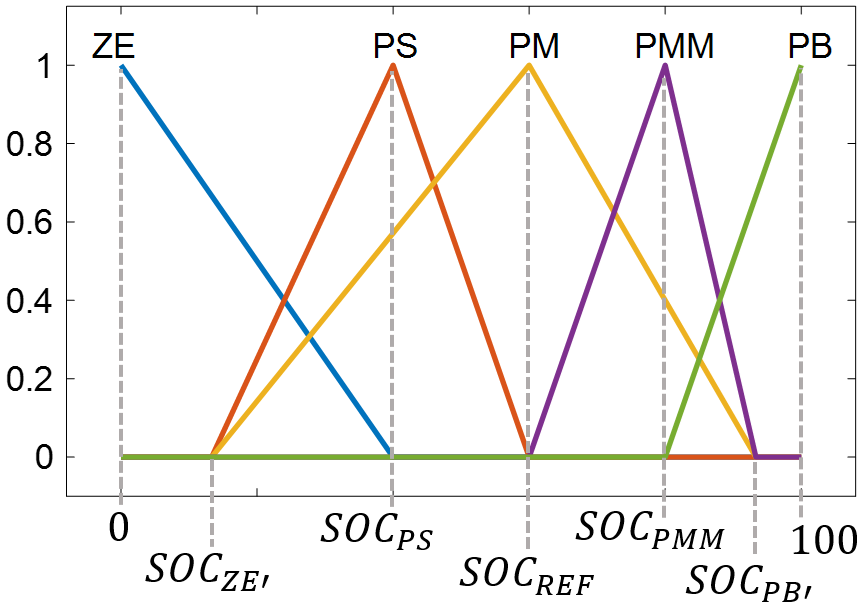 ZE PS PM PMM PB
1
0.8
0.6
0.4
0.2
0
0 SOC_PS SOC_PMM 100
SOC_ZE′ SOC_REF SOC_PB′